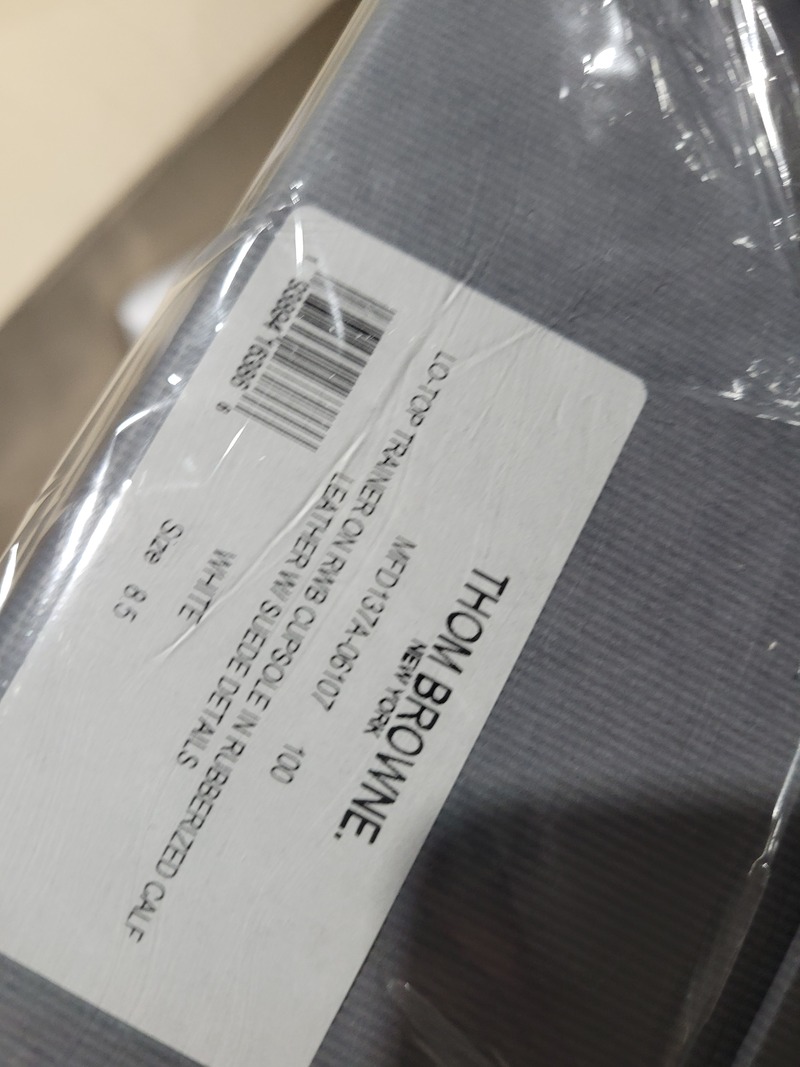 THOM BROWNE.
NEW YORK
MFD137A-06107 100
LO-TOP TRAINER ON RWB CUPSOLE IN RUBBERIZED CALF
LEATHER W/ SUEDE DETAILS
WHITE
Size 8.5